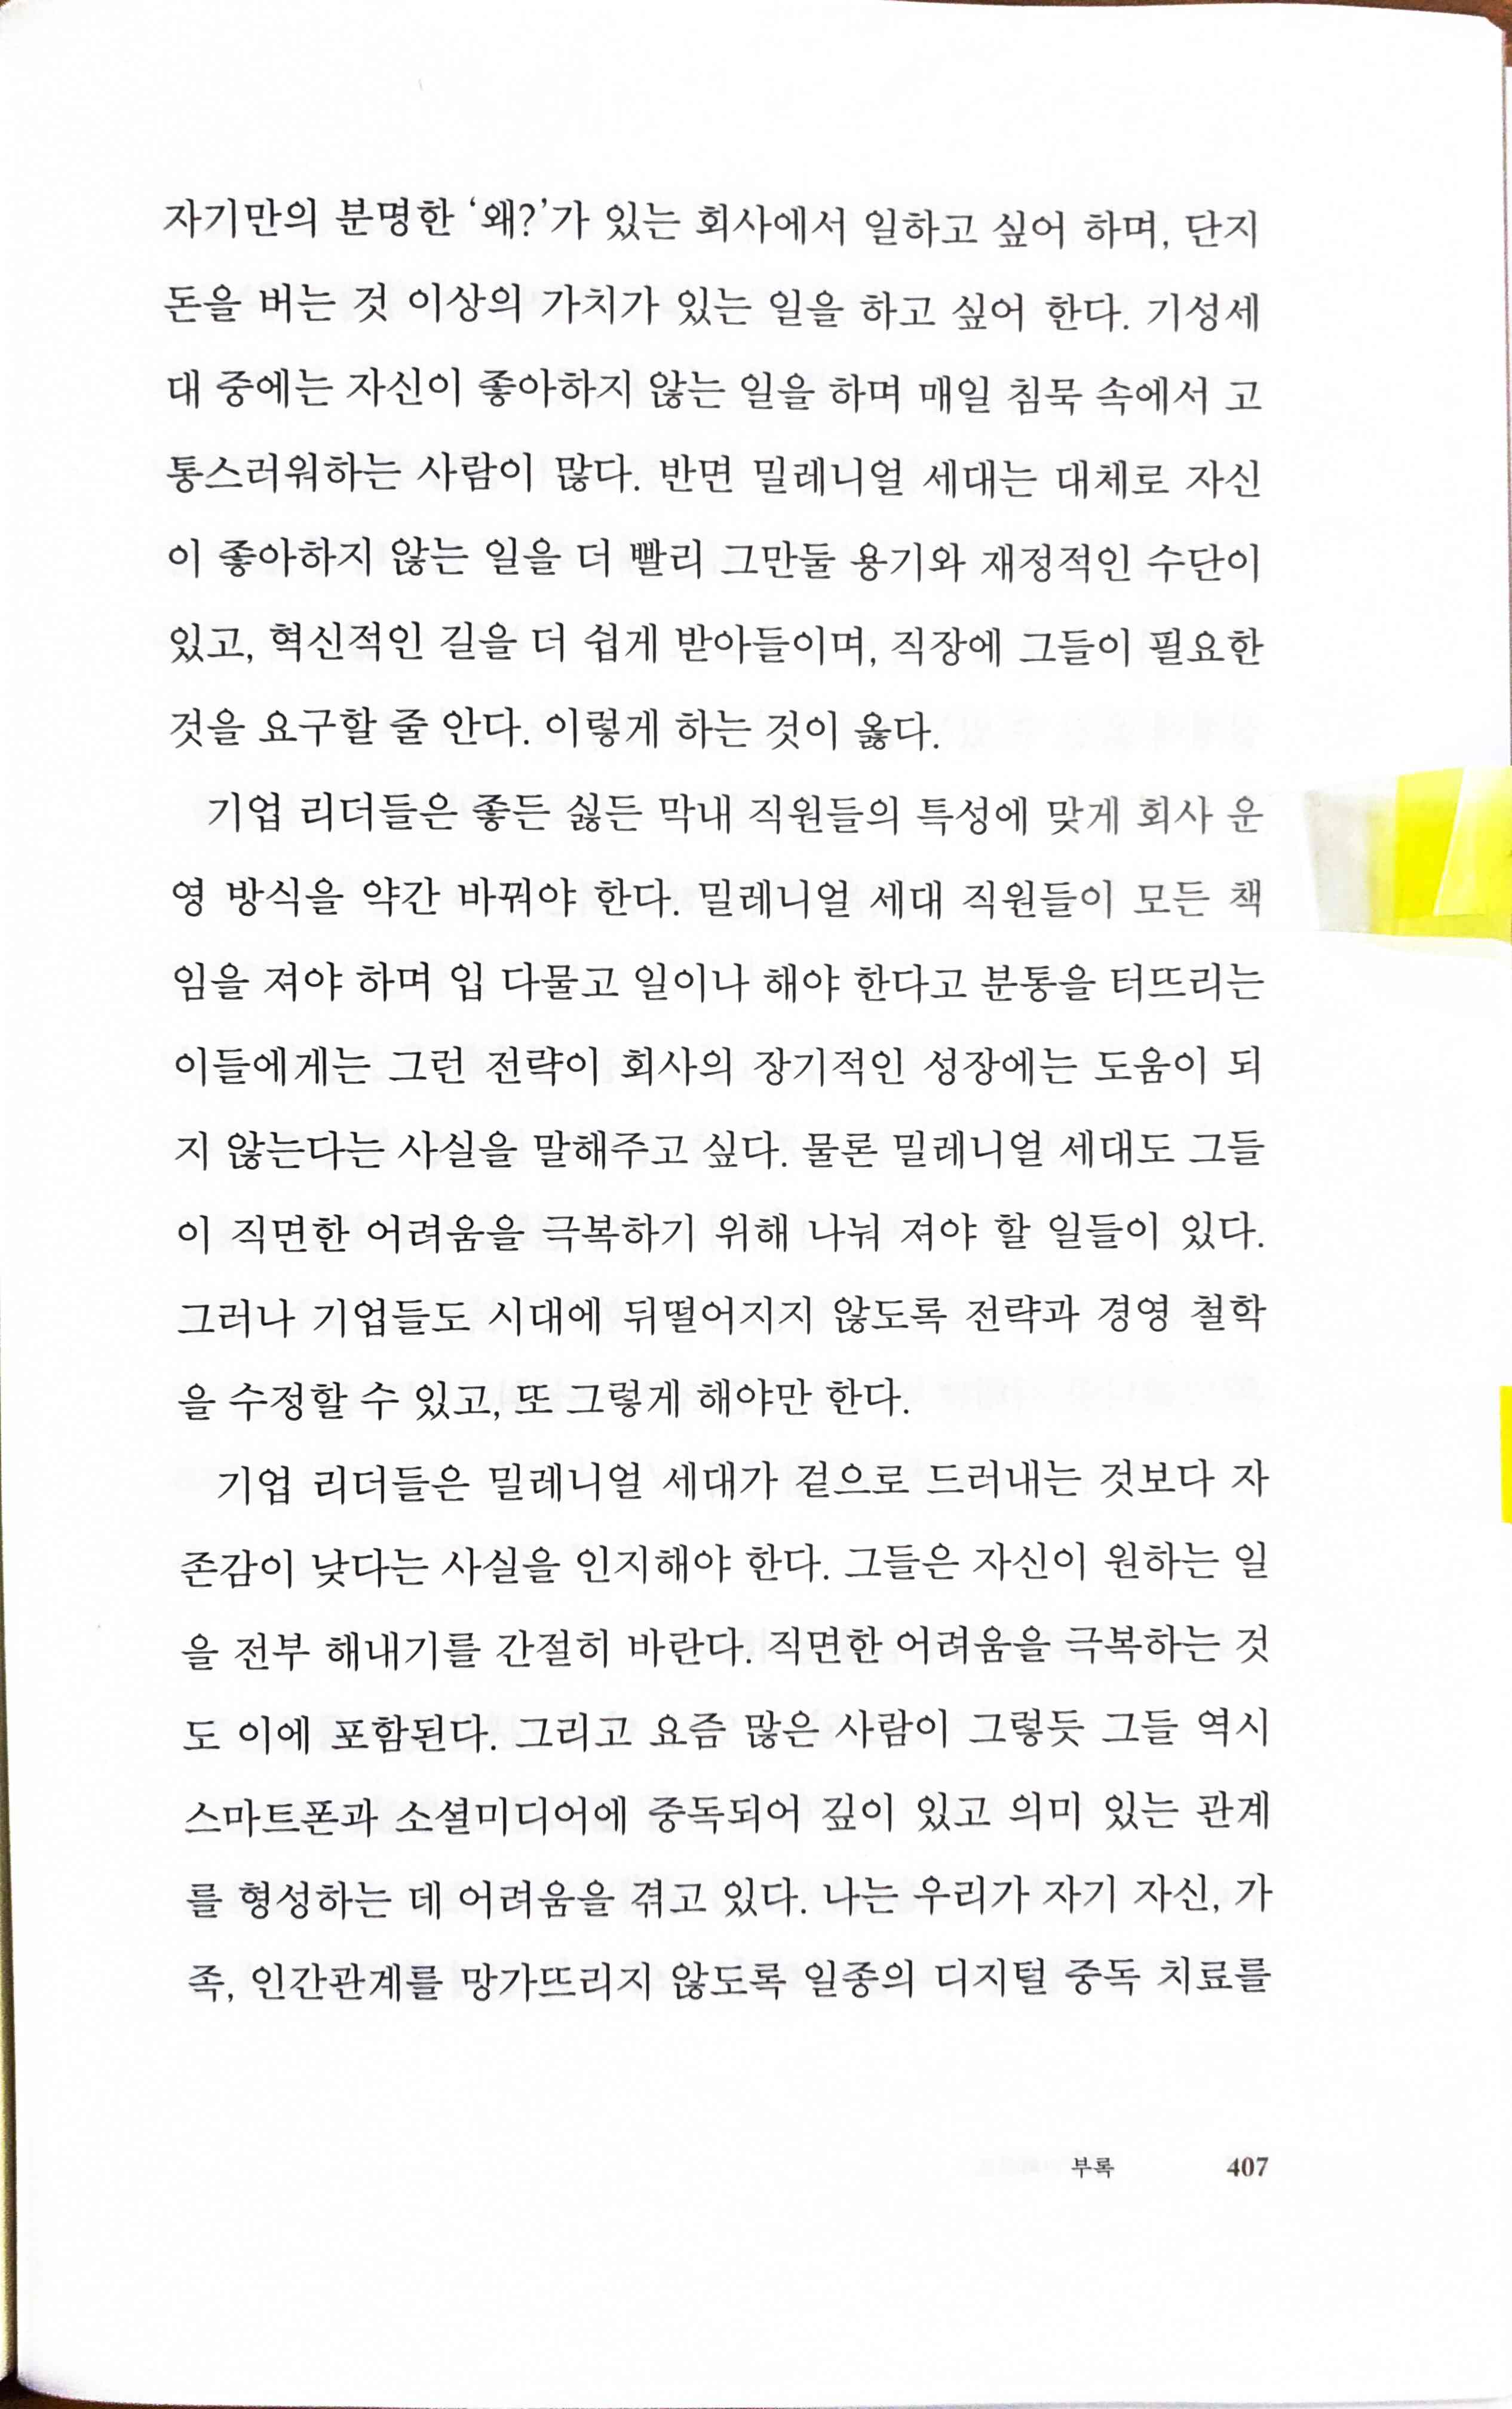 자기만의 분명한 ‘왜?’가 있는 회사에서 일하고 싶어 하며, 단지
돈을 버는 것 이상의 가치가 있는 일을 하고 싶어 한다. 기성세
대 중에는 자신이 좋아하지 않는 일을 하며 매일 침묵 속에서 고
통스러워하는 사람이 많다. 반면 밀레니얼 세대는 대체로 자신
이 좋아하지 않는 일을 더 빨리 그만둘 용기와 재정적인 수단이
있고, 혁신적인 길을 더 쉽게 받아들이며, 직장에 그들이 필요한
것을 요구할 줄 안다. 이렇게 하는 것이 옳다.
기업 리더들은 좋든 싫든 막내 직원들의 특성에 맞게 회사 운
영 방식을 약간 바꿔야 한다. 밀레니얼 세대 직원들이 모든 책
임을 져야 하며 입 다물고 일이나 해야 한다고 분통을 터뜨리는
이들에게는 그런 전략이 회사의 장기적인 성장에는 도움이 되
지 않는다는 사실을 말해주고 싶다. 물론 밀레니얼 세대도 그들
이 직면한 어려움을 극복하기 위해 나눠 져야 할 일들이 있다.
그러나 기업들도 시대에 뒤떨어지지 않도록 전략과 경영 철학
을 수정할 수 있고, 또 그렇게 해야만 한다.
기업 리더들은 밀레니얼 세대가 겉으로 드러내는 것보다 자
존감이 낮다는 사실을 인지해야 한다. 그들은 자신이 원하는 일
을 전부 해내기를 간절히 바란다. 직면한 어려움을 극복하는 것
도 이에 포함된다. 그리고 요즘 많은 사람이 그렇듯 그들 역시
스마트폰과 소셜미디어에 중독되어 깊이 있고 의미 있는 관계
를 형성하는 데 어려움을 겪고 있다. 나는 우리가 자기 자신, 가
족, 인간관계를 망가뜨리지 않도록 일종의 디지털 중독 치료를
부록 407